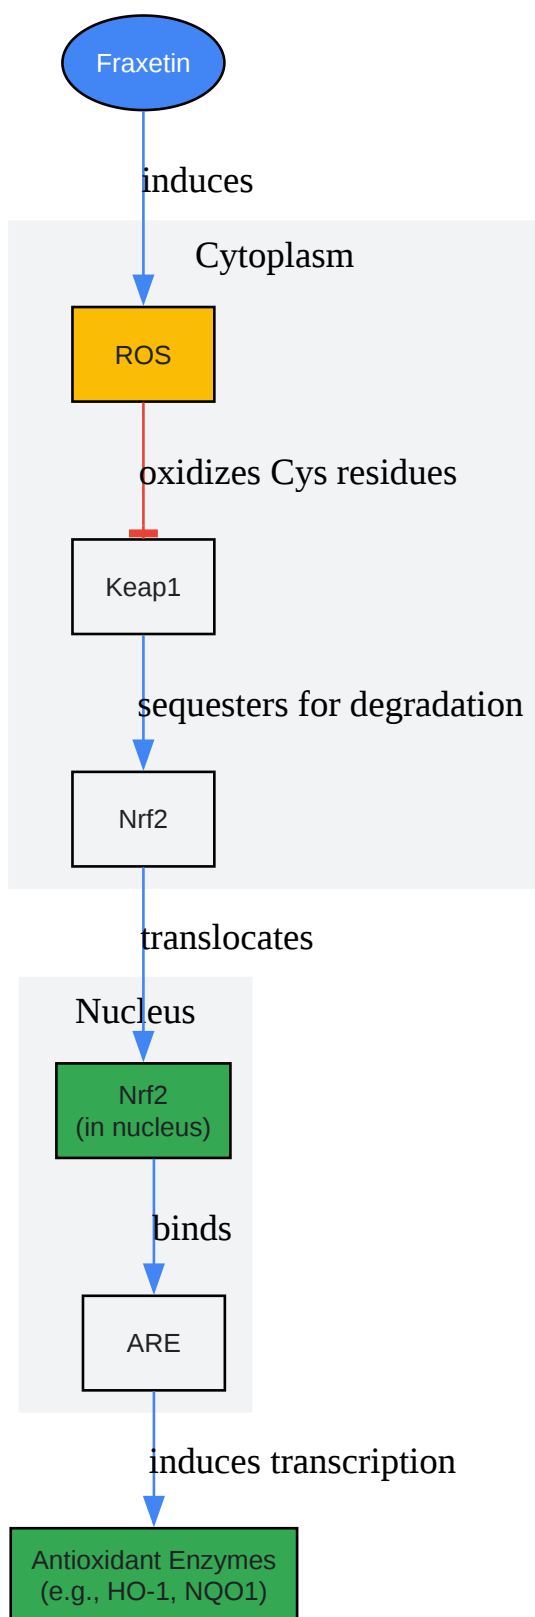 Fraxetin
induces
Cytoplasm
ROS
oxidizes Cys residues
Keap1
sequesters for degradation
Nrf2
translocates
Nucleus
Nrf2
(in nucleus)
binds
ARE
induces transcription
Antioxidant Enzymes
(e.g., HO-1, NQO1)